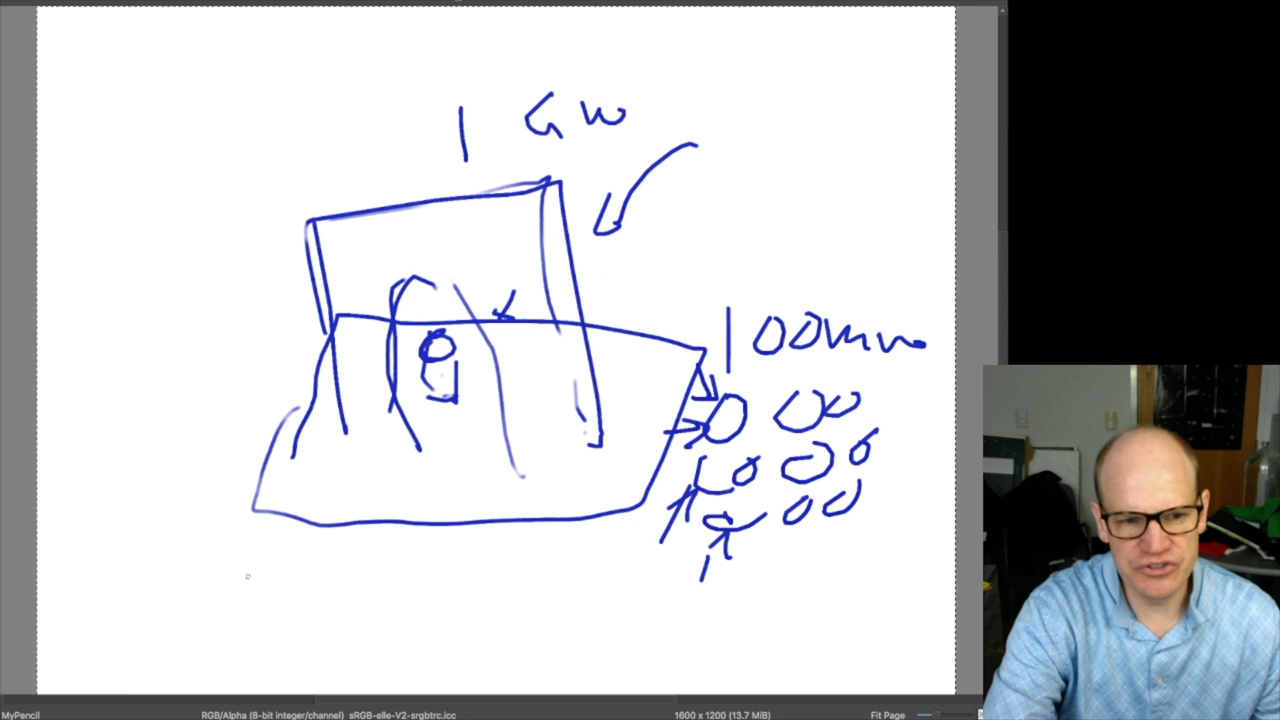 1 GW
100mw
MyPencil
RGB/Alpha (8-bit integer/channel) sRGB-elle-V2-srgbtrc.icc
1600 x 1200 (13.7 MiB)
Fit Page